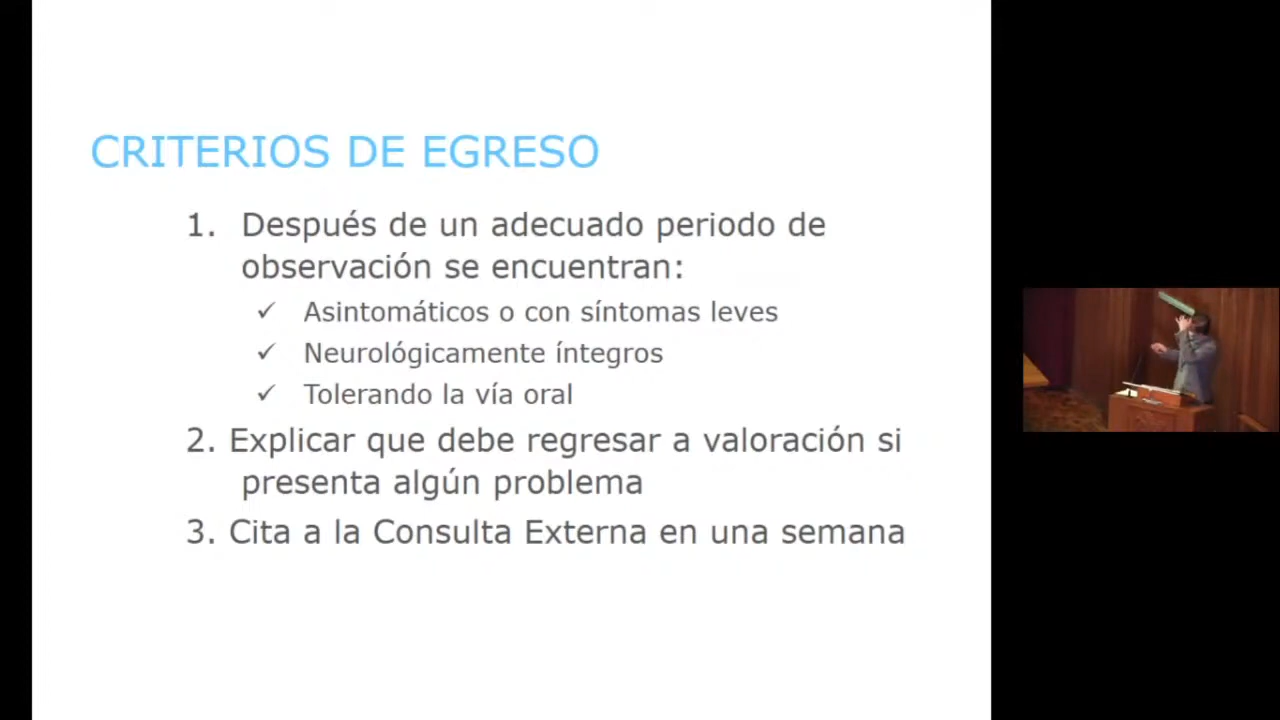 CRITERIOS DE EGRESO
1. Después de un adecuado periodo de
observación se encuentran:
✓ Asintomáticos o con síntomas leves
✓ Neurológicamente íntegros
✓ Tolerando la vía oral
2. Explicar que debe regresar a valoración si
presenta algún problema
3. Cita a la Consulta Externa en una semana